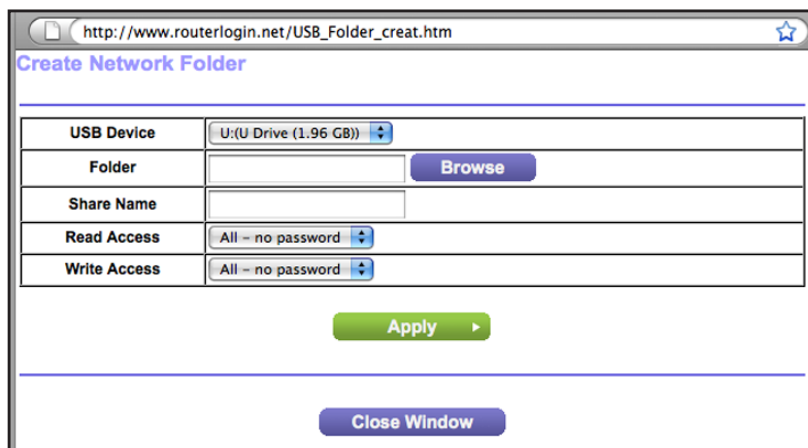 http://www.routerlogin.net/USB_Folder_creat.htm
Create Network Folder
USB Device U:(U Drive (1.96 GB))
Folder Browse
Share Name
Read Access All – no password
Write Access All – no password
Apply
Close Window